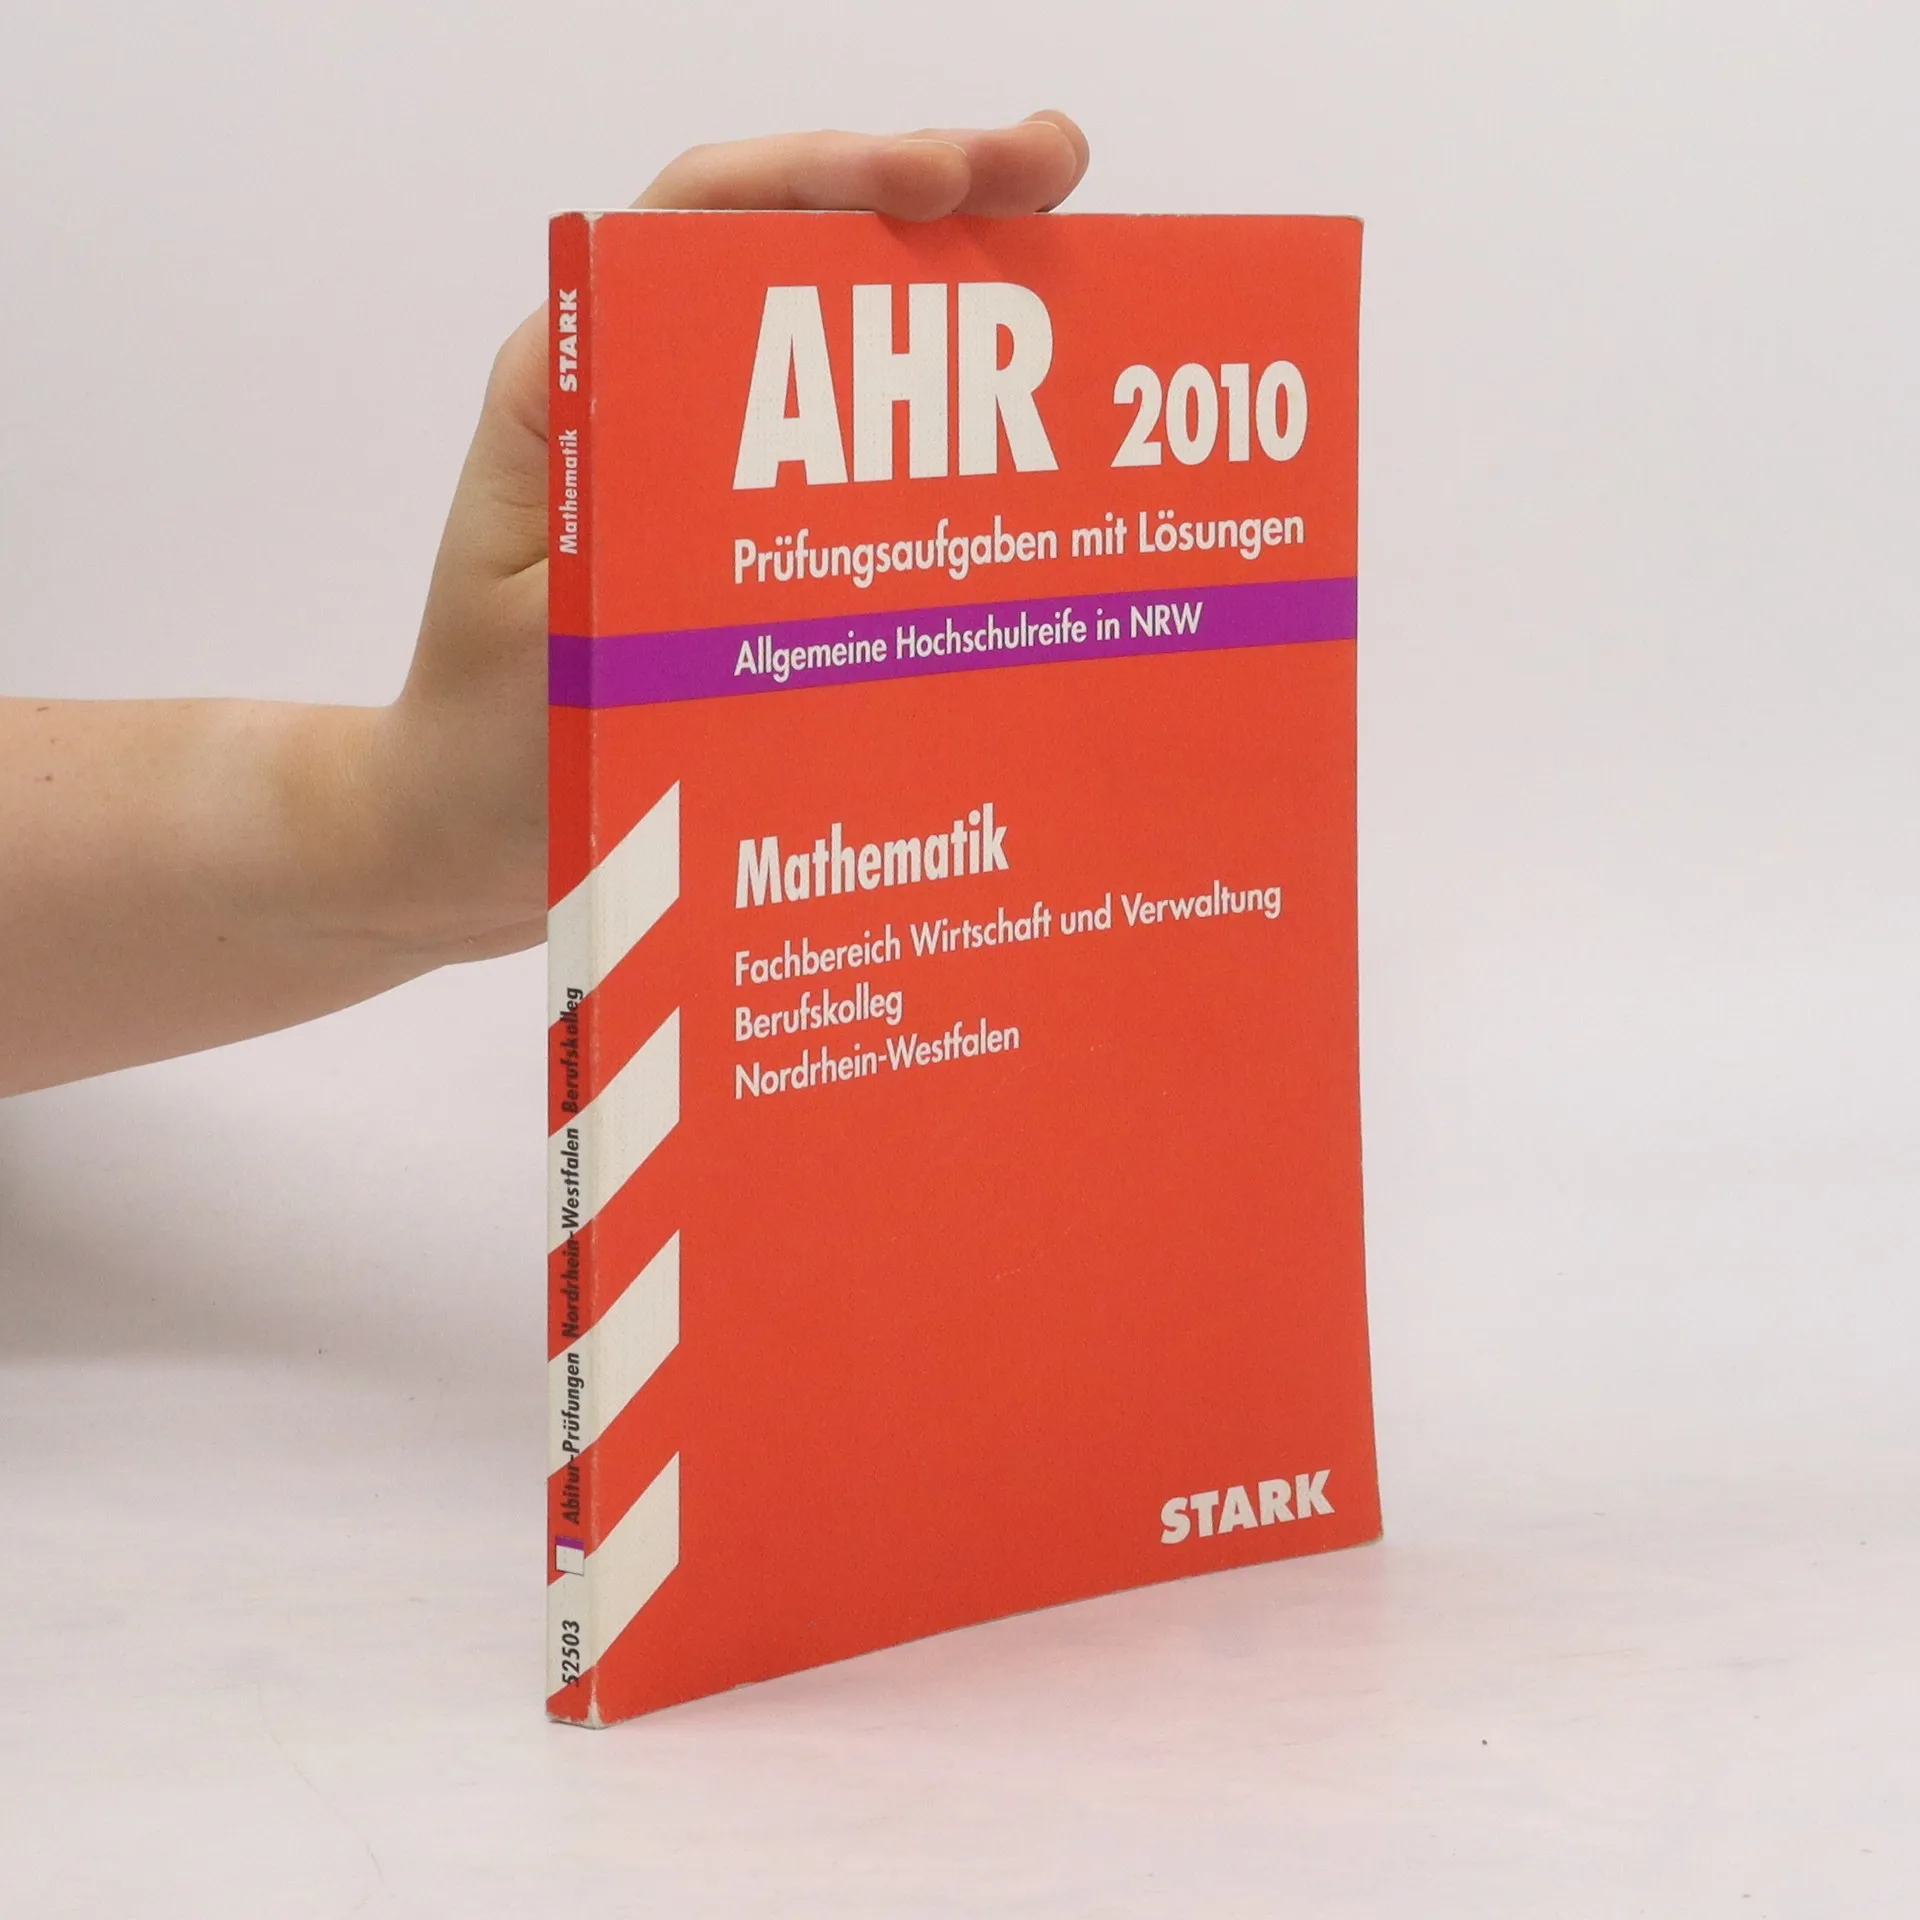 AHR 2010
Prüfungsaufgaben mit Lösungen
Allgemeine Hochschulreife in NRW
Mathematik
Fachbereich Wirtschaft und Verwaltung
Berufskolleg
Nordrhein-Westfalen
STARK
52503 Abitur-Prüfungen Nordrhein-Westfalen Berufskolleg Mathematik STARK